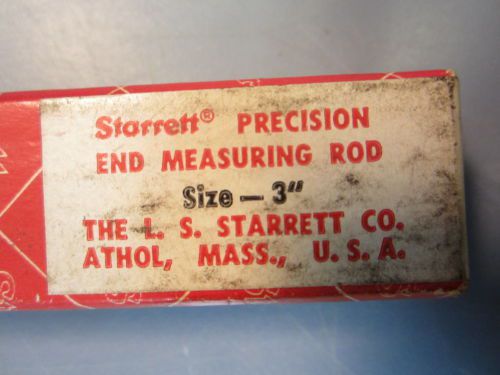 Starrett® PRECISION
END MEASURING ROD
Size — 3"
THE L. S. STARRETT CO.
ATHOL, MASS., U. S. A.